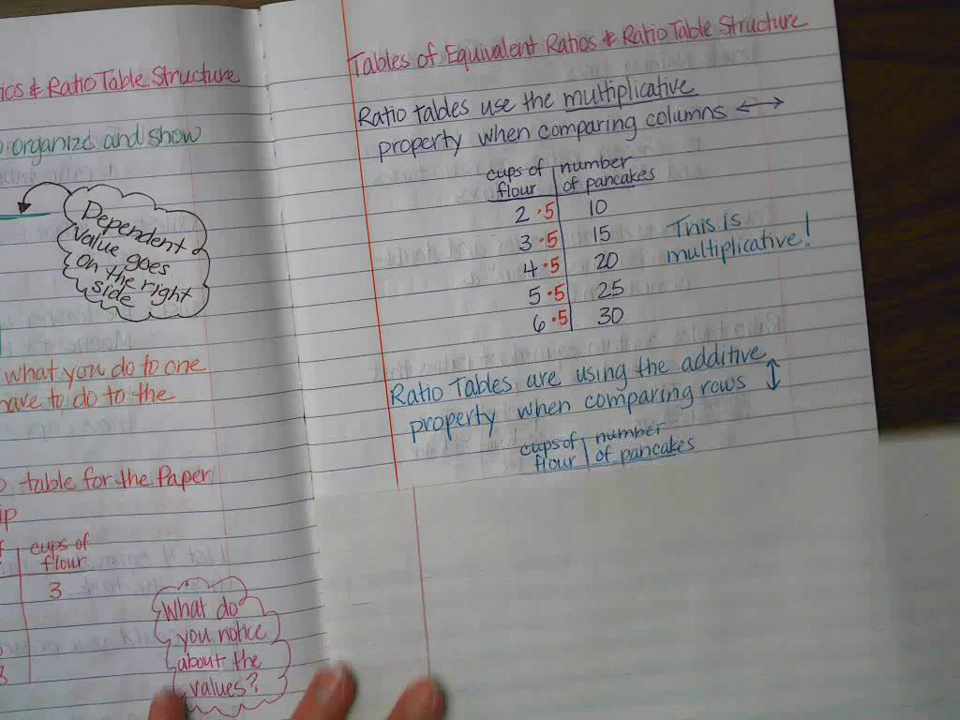 & Ratio Table Structure
organize and show
Dependent
value goes
on the right
side
what you do to one
have to do to the
table for the Paper
cups of
flour
3
What do
you notice
about the
values?
Tables of Equivalent Ratios & Ratio Table Structure
Ratio tables use the multiplicative
property when comparing columns ↔
cups of flour | number of pancakes
2 ·5 | 10
3 ·5 | 15
4 ·5 | 20
5 ·5 | 25
6 ·5 | 30
This is
multiplicative!
Ratio Tables are using the additive
property when comparing rows ↕
cups of flour | number of pancakes